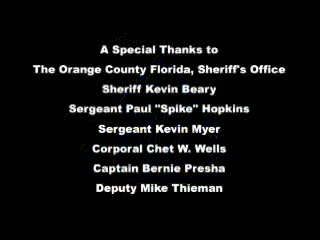 A Special Thanks to
The Orange County Florida, Sheriff's Office
Sheriff Kevin Beary
Sergeant Paul "Spike" Hopkins
Sergeant Kevin Myer
Corporal Chet W. Wells
Captain Bernie Presha
Deputy Mike Thieman